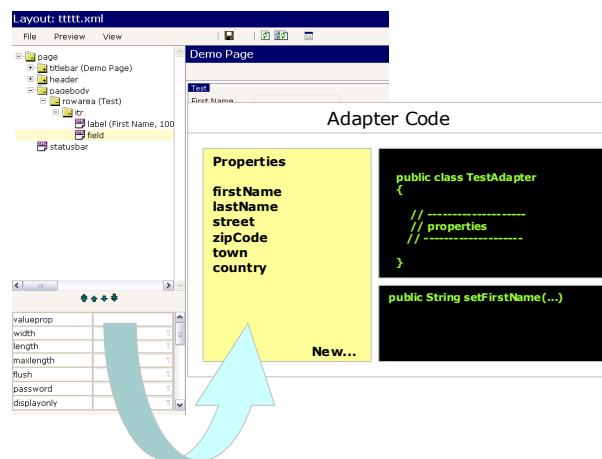 Layout: ttttt.xml
File Preview View
page
titlebar (Demo Page)
header
pagebody
rowarea (Test)
itr
label (First Name, 100
field
statusbar
Demo Page
Test
First Name
Adapter Code
Properties
firstName
lastName
street
zipCode
town
country
New...
public class TestAdapter
{
// --------------------
// properties
// --------------------
}
public String setFirstName(...)
valueprop
width
length
maxlength
flush
password
displayonly